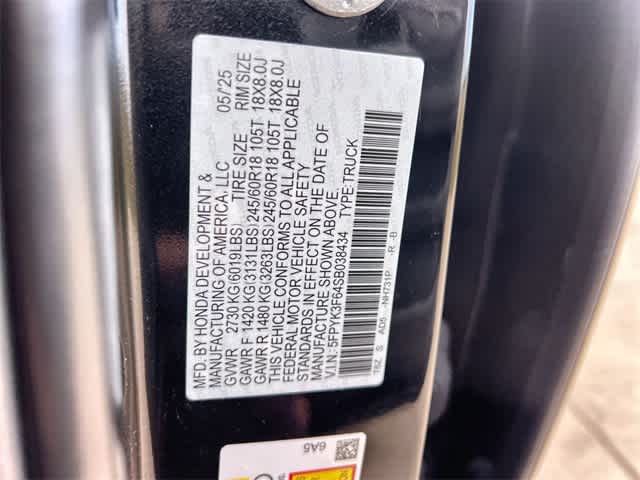 MFD. BY HONDA DEVELOPMENT &
MANUFACTURING OF AMERICA, LLC 05/25
GVWR 2730 KG(6019LBS) TIRE SIZE RIM SIZE
GAWR F 1420 KG(3131LBS) 245/60R18 105T 18X8.0J
GAWR R 1480 KG(3263LBS) 245/60R18 105T 18X8.0J
THIS VEHICLE CONFORMS TO ALL APPLICABLE
FEDERAL MOTOR VEHICLE SAFETY
STANDARDS IN EFFECT ON THE DATE OF
MANUFACTURE SHOWN ABOVE.
V.I.N: 5FPYK3F64SB038434 TYPE:TRUCK
S AD5 -NH731P -R -B
6A5